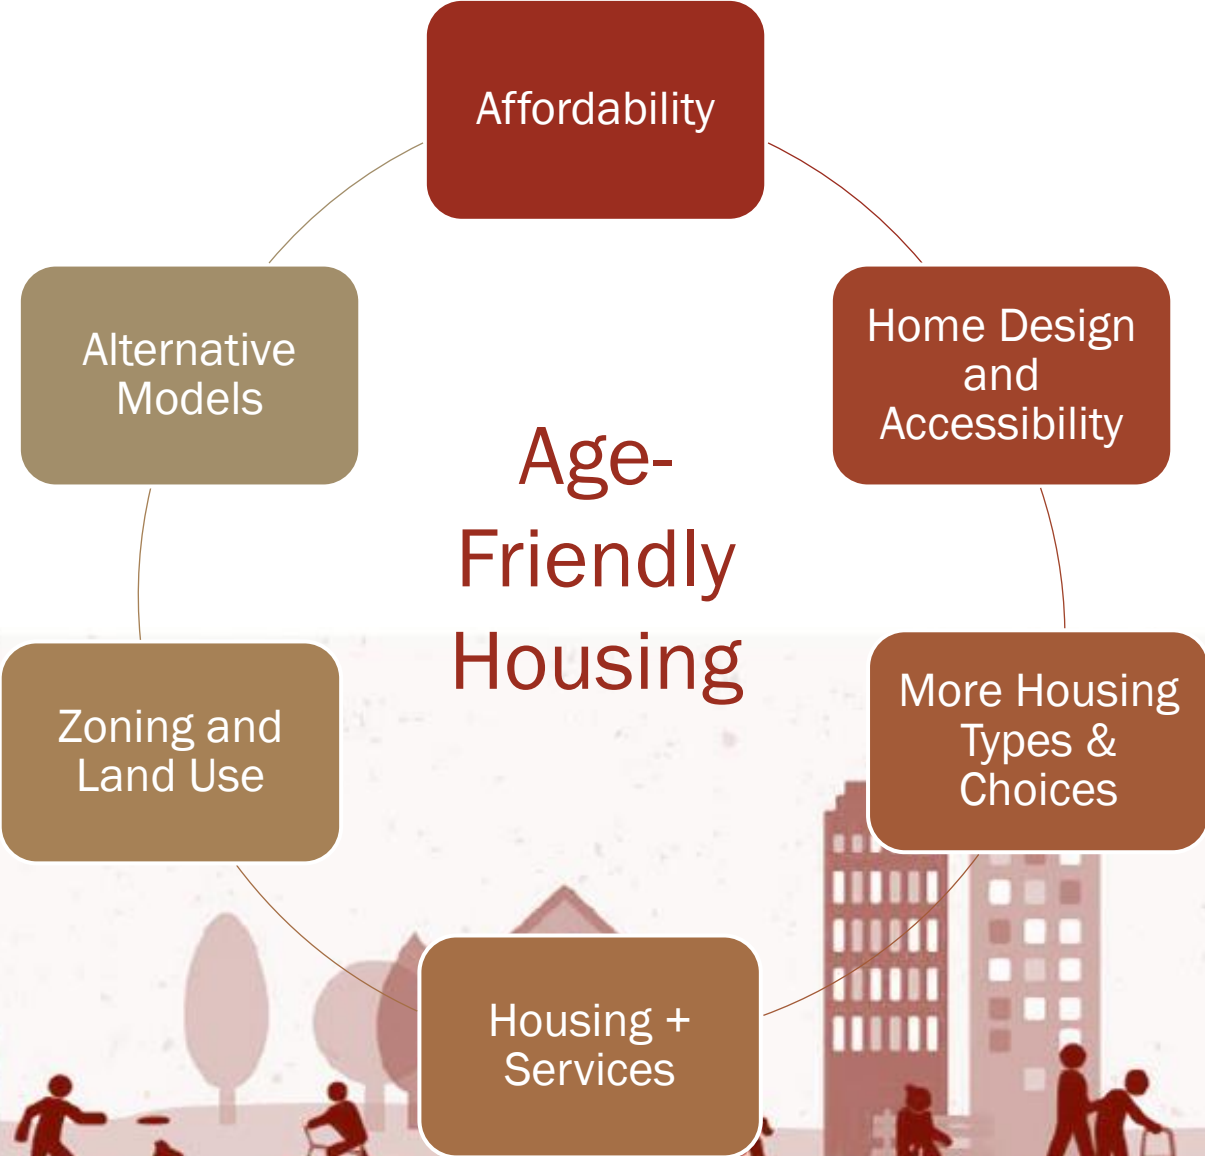 Affordability
Home Design
and
Accessibility
More Housing
Types &
Choices
Housing +
Services
Zoning and
Land Use
Alternative
Models
Age-
Friendly
Housing